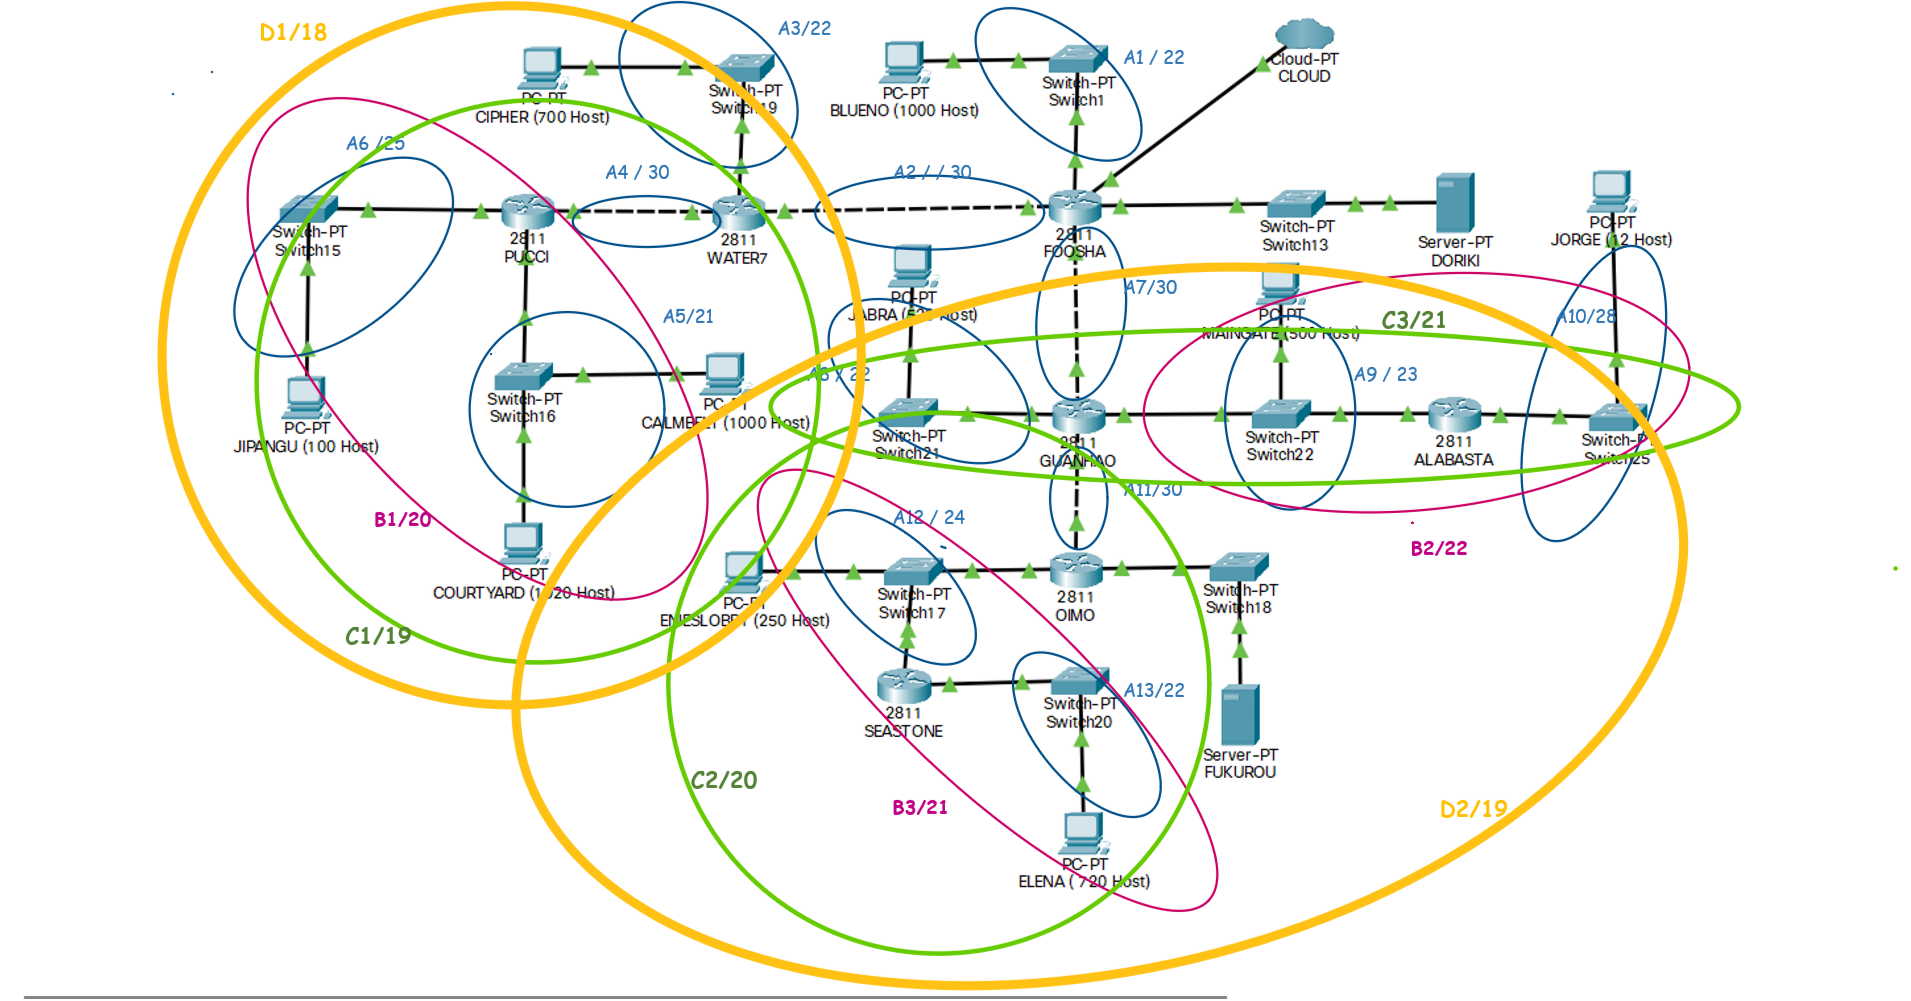 D1/18
A3/22
Switch-PT
Switch19
PC-PT
CIPHER (700 Host)
PC-PT
BLUENO (1000 Host)
Switch-PT
Switch1
A1 / 22
Cloud-PT
CLOUD
A6 /25
A4 / 30
A2 / / 30
Switch-PT
Switch15
2811
PUCCI
2811
WATER7
2811
FOOSHA
Switch-PT
Switch13
Server-PT
DORIKI
PC-PT
JORGE (12 Host)
A5/21
PC-PT
JABRA (520 Host)
A7/30
PC-PT
MAINGATE (500 Host)
C3/21
A10/28
A8 / 22
A9 / 23
Switch-PT
Switch16
PC-PT
CALMBELT (1000 Host)
PC-PT
JIPANGU (100 Host)
Switch-PT
Switch21
2811
GUANHAO
Switch-PT
Switch22
2811
ALABASTA
Switch-PT
Switch25
A11/30
B1/20
A12 / 24
B2/22
PC-PT
COURTYARD (1020 Host)
PC-PT
ENIESLOBBY (250 Host)
Switch-PT
Switch17
2811
OIMO
Switch-PT
Switch18
C1/19
2811
SEASTONE
Switch-PT
Switch20
A13/22
Server-PT
FUKUROU
C2/20
B3/21
D2/19
PC-PT
ELENA ( 720 Host)